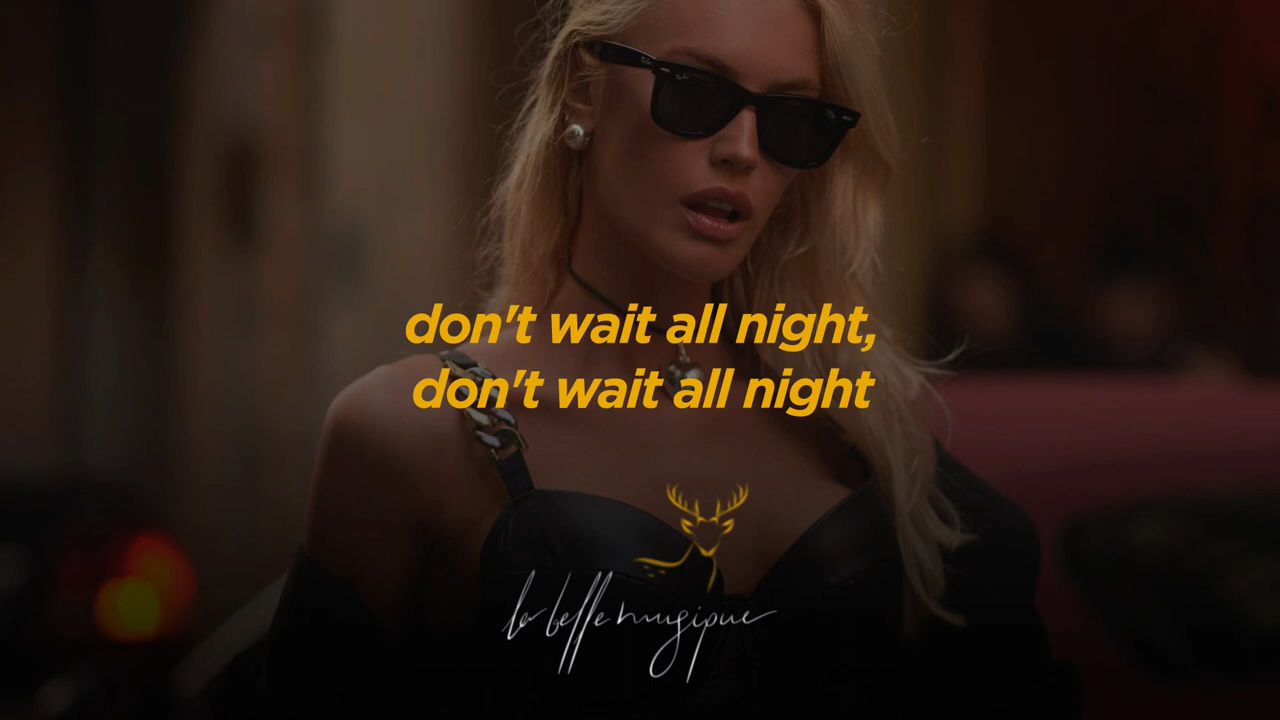 don't wait all night,
don't wait all night
la belle musique